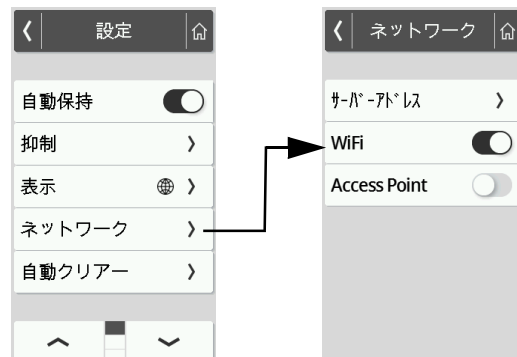 設定
自動保持
抑制
表示
ネットワーク
自動クリアー
ネットワーク
ｻｰﾊﾞｰｱﾄﾞﾚｽ
WiFi
Access Point